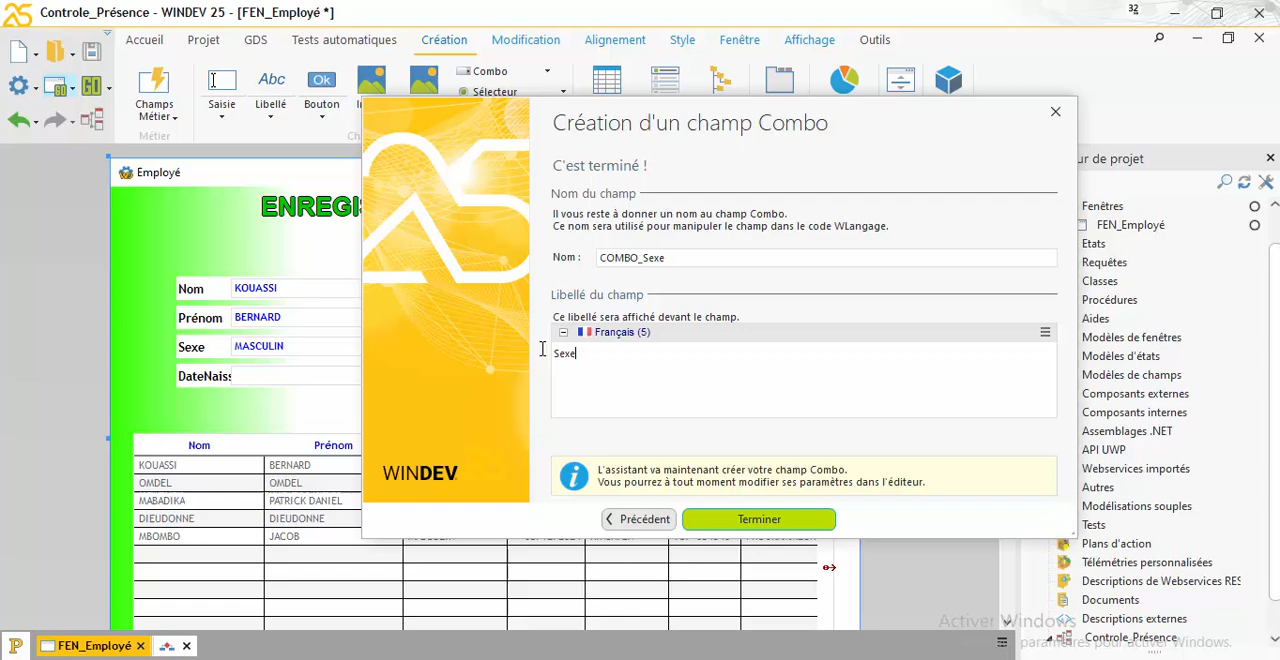 Controle_Présence - WINDEV 25 - [FEN_Employé *]
32
Accueil Projet GDS Tests automatiques Création Modification Alignement Style Fenêtre Affichage Outils
Abc Ok Combo
Sélecteur
Champs Métier Saisie Libellé Bouton
Métier
Employé
ENREGIS
Nom KOUASSI
Prénom BERNARD
Sexe MASCULIN
DateNaiss
Nom Prénom
KOUASSI BERNARD
OMDEL OMDEL
MABADIKA PATRICK DANIEL
DIEUDONNE DIEUDONNE
MBOMBO JACOB
Création d'un champ Combo
C'est terminé !
Nom du champ
Il vous reste à donner un nom au champ Combo.
Ce nom sera utilisé pour manipuler le champ dans le code WLangage.
Nom : COMBO_Sexe
Libellé du champ
Ce libellé sera affiché devant le champ.
Français (5)
Sexe
WINDEV
L'assistant va maintenant créer votre champ Combo.
Vous pourrez à tout moment modifier ses paramètres dans l'éditeur.
Précédent Terminer
ur de projet
Fenêtres
FEN_Employé
Etats
Requêtes
Classes
Procédures
Aides
Modèles de fenêtres
Modèles d'états
Modèles de champs
Composants externes
Composants internes
Assemblages .NET
API UWP
Webservices importés
Autres
Modélisations souples
Tests
Plans d'action
Télémétries personnalisées
Descriptions de Webservices RES
Documents
Descriptions externes
Controle_Présence
Activer Windows
paramètres pour activer Windows.
FEN_Employé